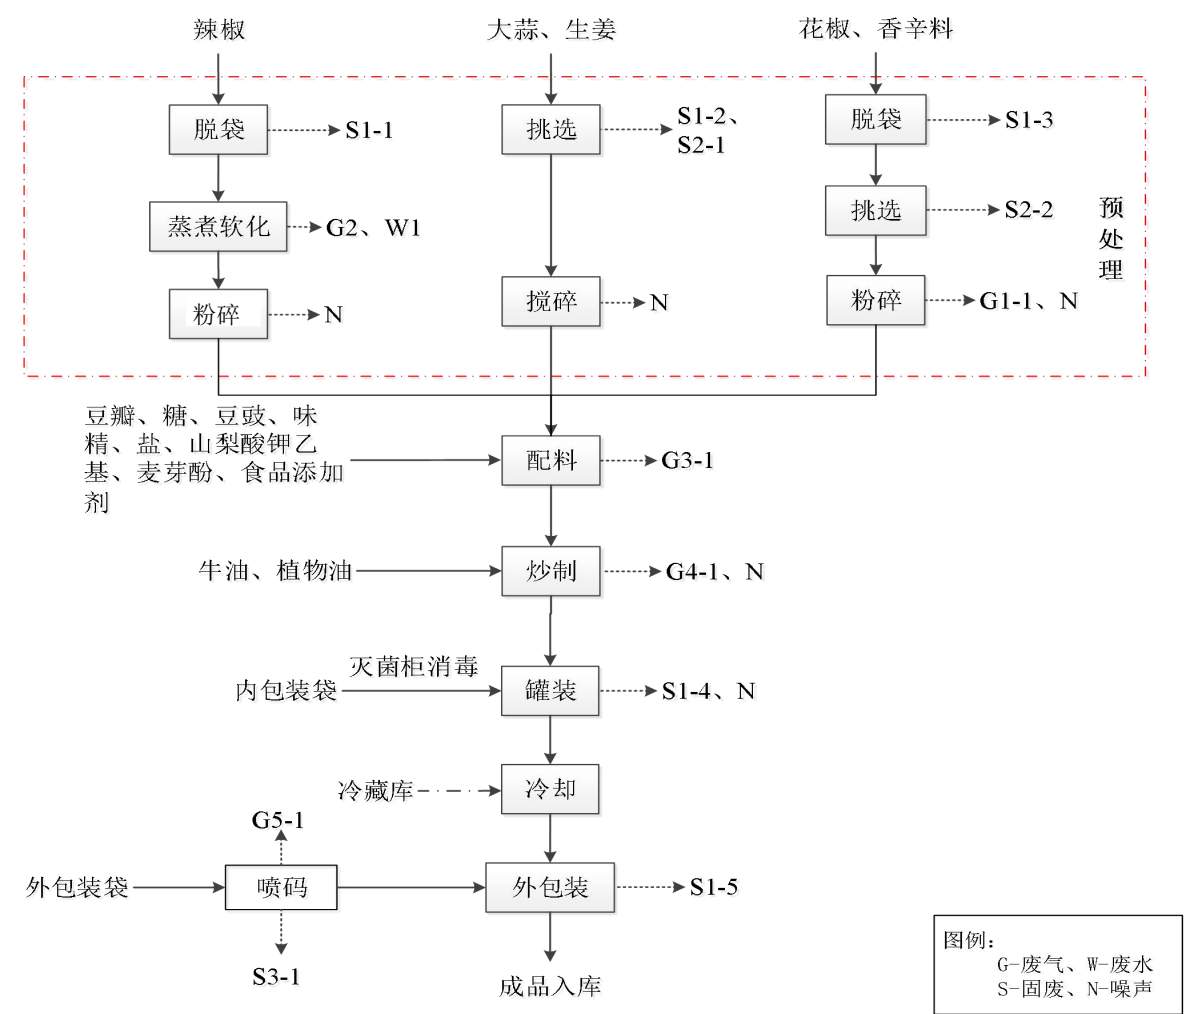 辣椒
大蒜、生姜
花椒、香辛料
脱袋
S1-1
挑选
S1-2、
S2-1
脱袋
S1-3
蒸煮软化
G2、W1
挑选
S2-2
预
处
理
粉碎
N
搅碎
N
粉碎
G1-1、N
豆瓣、糖、豆豉、味
精、盐、山梨酸钾乙
基、麦芽酚、食品添加
剂
配料
G3-1
牛油、植物油
炒制
G4-1、N
灭菌柜消毒
内包装袋
罐装
S1-4、N
冷藏库
冷却
G5-1
外包装袋
喷码
外包装
S1-5
S3-1
成品入库
图例：
G-废气、W-废水
S-固废、N-噪声